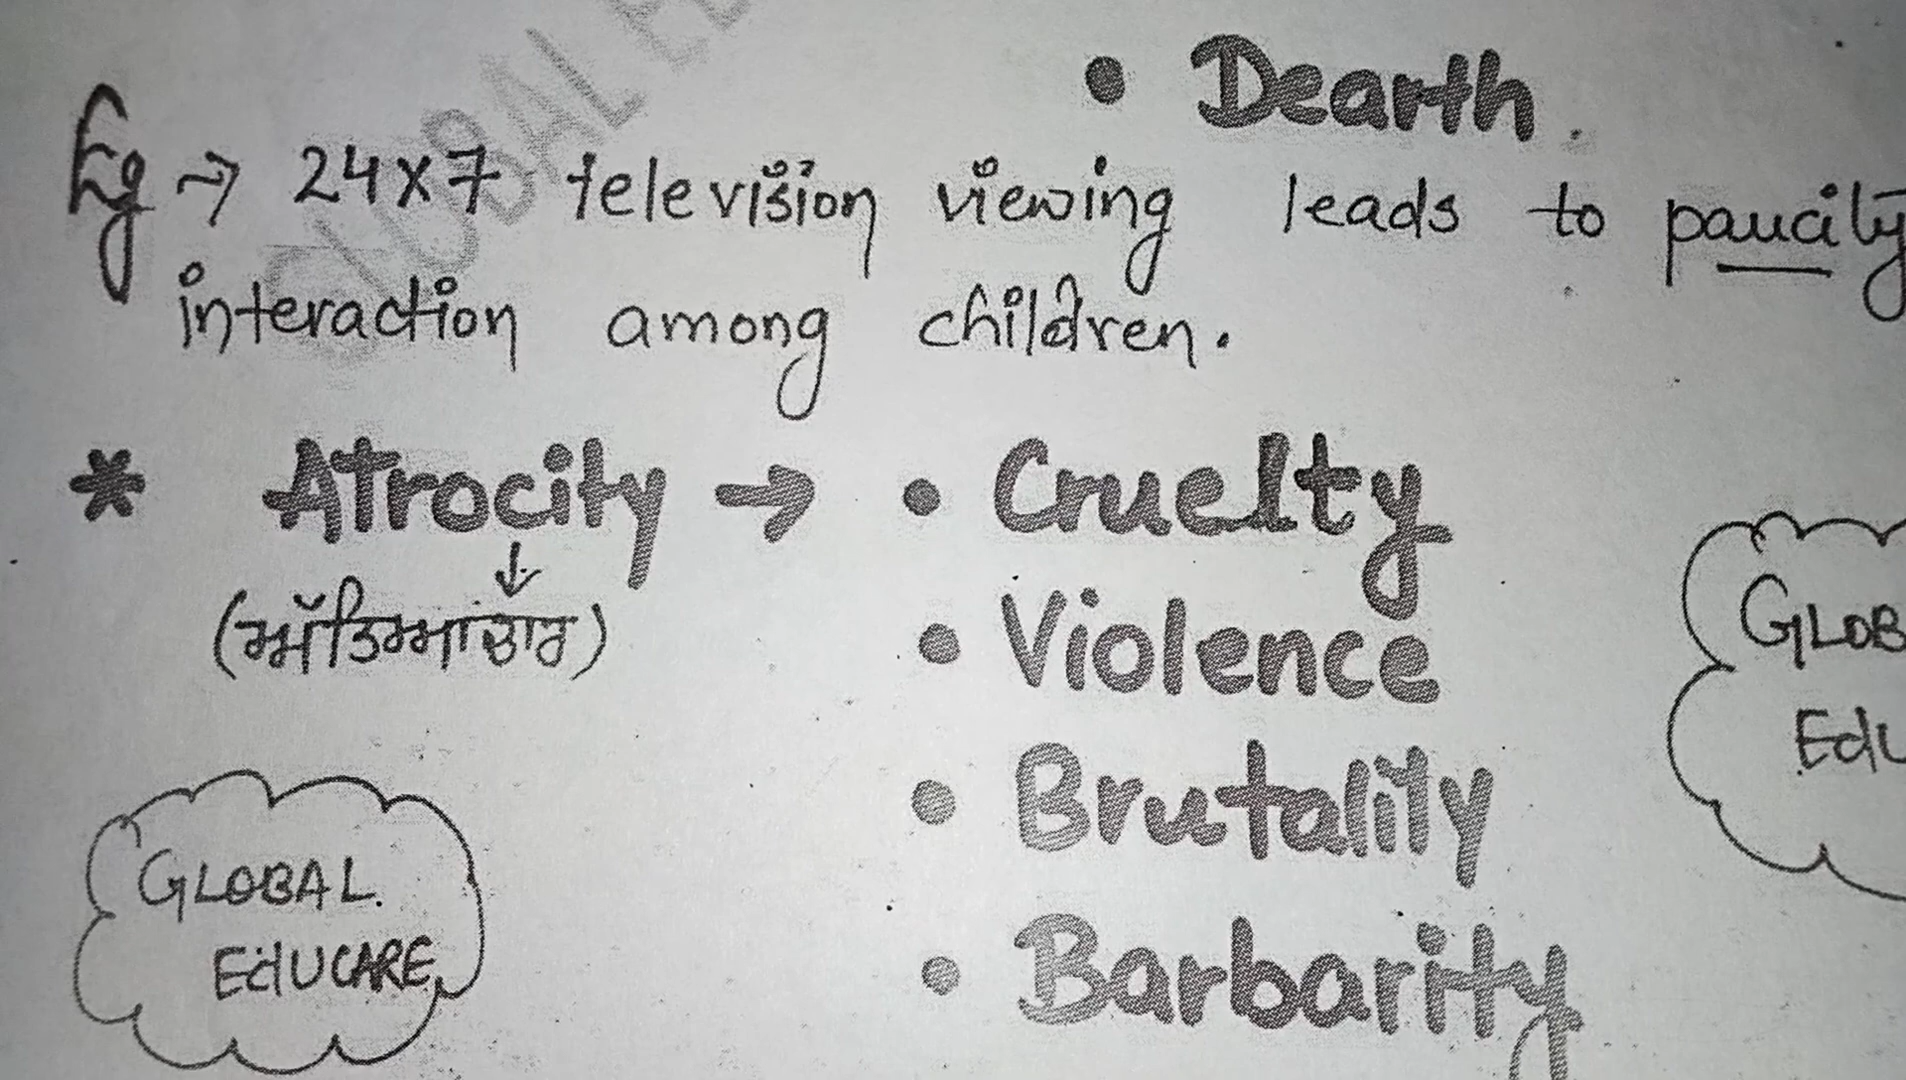 • Dearth.
Eg → 24x7 television viewing leads to paucity
interaction among children.
* Atrocity → • Cruelty
(ਅੱਤਿਆਚਾਰ)
• Violence
• Brutality
• Barbarity
GLOBAL
EdUCARE
GLOB
Edu
GLOBAL E